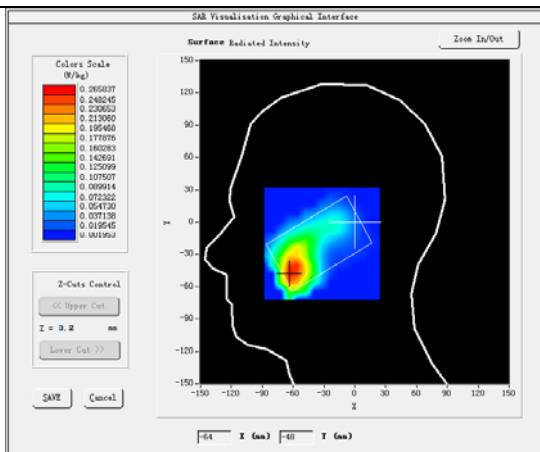 SAR Visualisation Graphical Interface
Surface Radiated Intensity
Zoom In/Out
Colors Scale
(W/kg)
0.265837
0.248245
0.230653
0.213060
0.195468
0.177876
0.160283
0.142691
0.125099
0.107507
0.089914
0.072322
0.054730
0.037138
0.019545
0.001953
150
120
90
60
30
0
-30
-60
-90
-120
-150
Y
-150 -120 -90 -60 -30 0 30 60 90 120 150
X
Z-Cuts Control
<< Upper Cut
Z = 3.2 mm
Lower Cut >>
SAVE Cancel
-64 X (mm) -48 Y (mm)